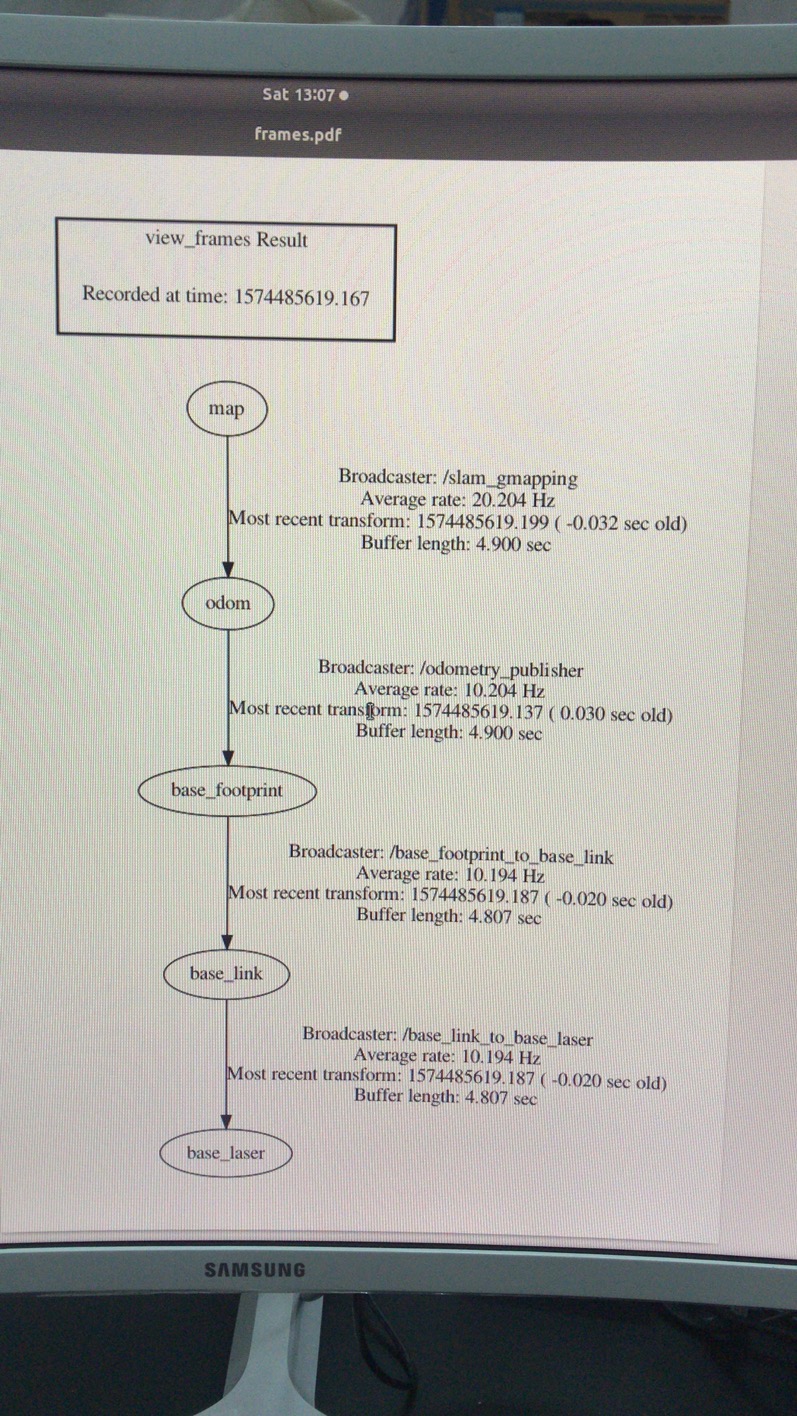 Sat 13:07
frames.pdf
view_frames Result
Recorded at time: 1574485619.167
map
Broadcaster: /slam_gmapping
Average rate: 20.204 Hz
Most recent transform: 1574485619.199 ( -0.032 sec old)
Buffer length: 4.900 sec
odom
Broadcaster: /odometry_publisher
Average rate: 10.204 Hz
Most recent transform: 1574485619.137 ( 0.030 sec old)
Buffer length: 4.900 sec
base_footprint
Broadcaster: /base_footprint_to_base_link
Average rate: 10.194 Hz
Most recent transform: 1574485619.187 ( -0.020 sec old)
Buffer length: 4.807 sec
base_link
Broadcaster: /base_link_to_base_laser
Average rate: 10.194 Hz
Most recent transform: 1574485619.187 ( -0.020 sec old)
Buffer length: 4.807 sec
base_laser
SAMSUNG